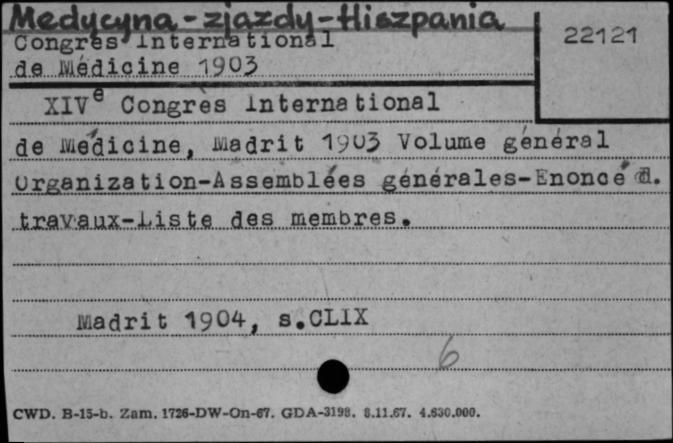 Medycyna-zjazdy-Hiszpania
22121
Congrès International
de Médicine 1903
XIVe Congrès International
de Médicine, Madrit 1903 Volume général
Organization-Assemblées générales-Enoncé d.
travaux-Liste des membres.
Madrit 1904, s.CLIX
6
CWD. B-15-b. Zam. 1726-DW-On-67. GDA-3198. 8.11.67. 4.630.000.